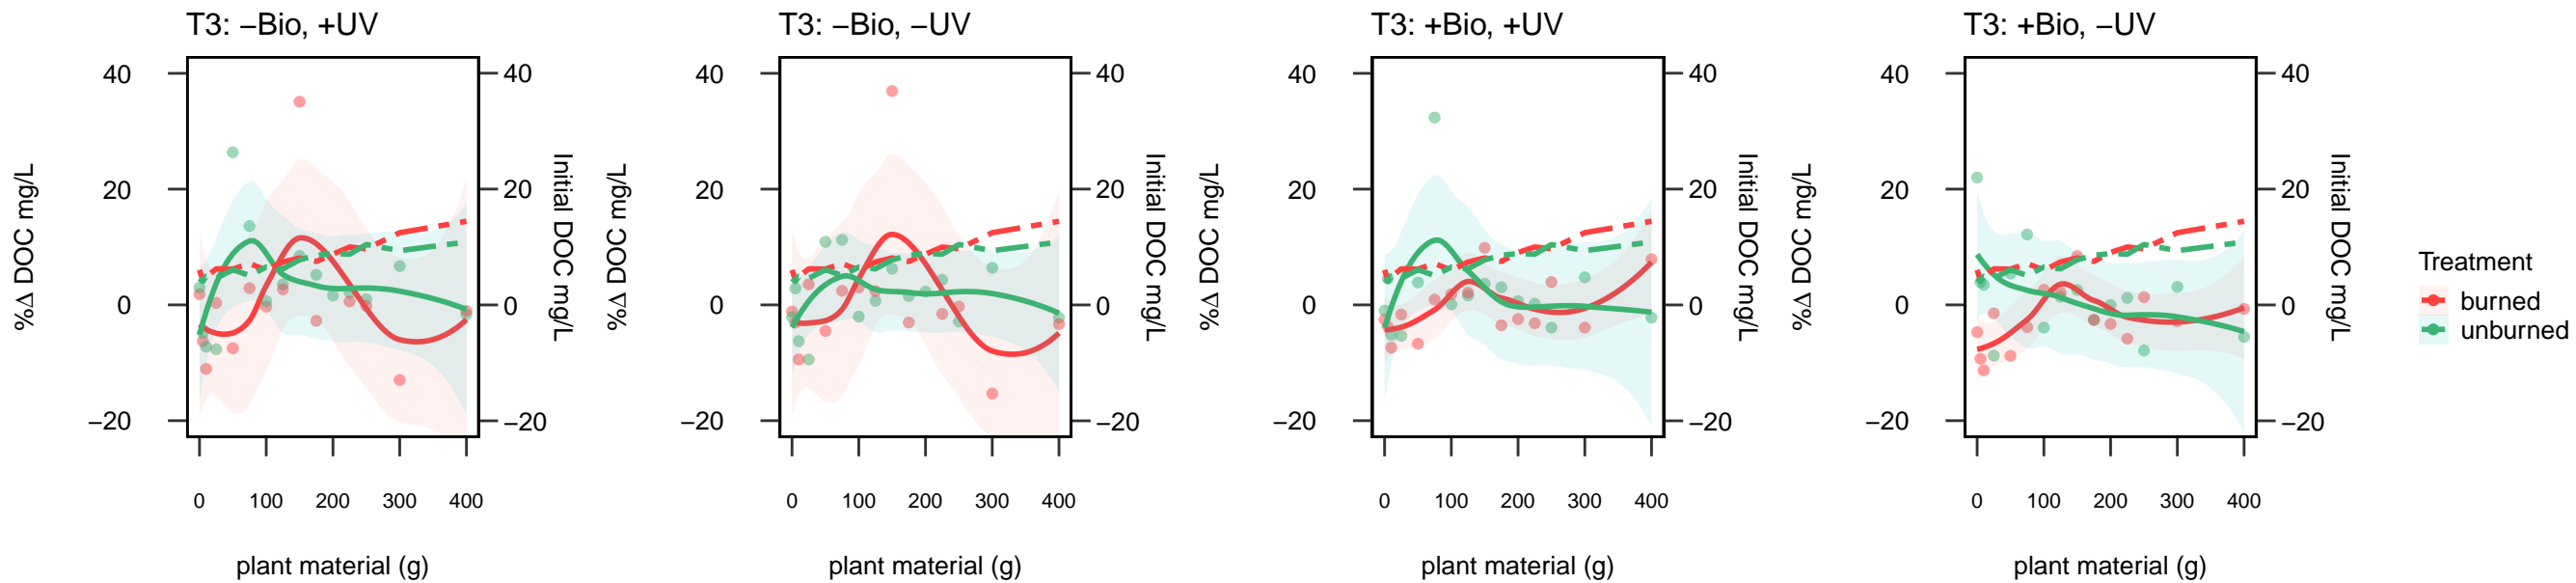 T3: −Bio, +UV
T3: −Bio, −UV
T3: +Bio, +UV
T3: +Bio, −UV
%Δ DOC mg/L
40
20
0
−20
40
20
0
−20
Initial DOC mg/L
0 100 200 300 400
plant material (g)
%Δ DOC mg/L
40
20
0
−20
40
20
0
−20
Initial DOC mg/L
0 100 200 300 400
plant material (g)
%Δ DOC mg/L
40
20
0
−20
40
20
0
−20
Initial DOC mg/L
0 100 200 300 400
plant material (g)
%Δ DOC mg/L
40
20
0
−20
40
20
0
−20
Initial DOC mg/L
0 100 200 300 400
plant material (g)
Treatment
burned
unburned